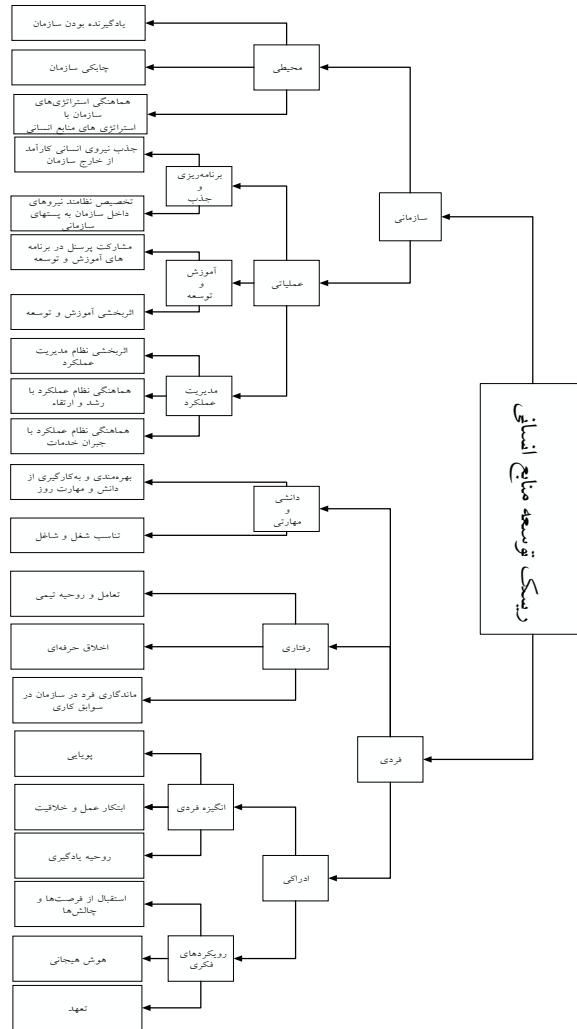 ریسک توسعه منابع انسانی
سازمانی
محیطی
یادگیرنده بودن سازمان
چابکی سازمان
هماهنگی استراتژی‌های
سازمان با
استراتژی های منابع انسانی
عملیاتی
برنامه‌ریزی
و
جذب
جذب نیروی انسانی کارآمد
از خارج سازمان
تخصیص نظامند نیروهای
داخل سازمان به پستهای
سازمانی
آموزش
و
توسعه
مشارکت پرسنل در برنامه
های آموزش و توسعه
اثربخشی آموزش و توسعه
مدیریت
عملکرد
اثربخشی نظام مدیریت
عملکرد
هماهنگی نظام عملکرد با
رشد و ارتقاء
هماهنگی نظام عملکرد با
جبران خدمات
فردی
دانشی
و
مهارتی
بهره‌مندی و به‌کارگیری از
دانش و مهارت روز
تناسب شغل و شاغل
رفتاری
تعامل و روحیه تیمی
اخلاق حرفه‌ای
ماندگاری فرد در سازمان در
سوابق کاری
ادراکی
انگیزه فردی
پویایی
ابتکار عمل و خلاقیت
روحیه یادگیری
رویکردهای
فکری
استقبال از فرصت‌ها و
چالش‌ها
هوش هیجانی
تعهد